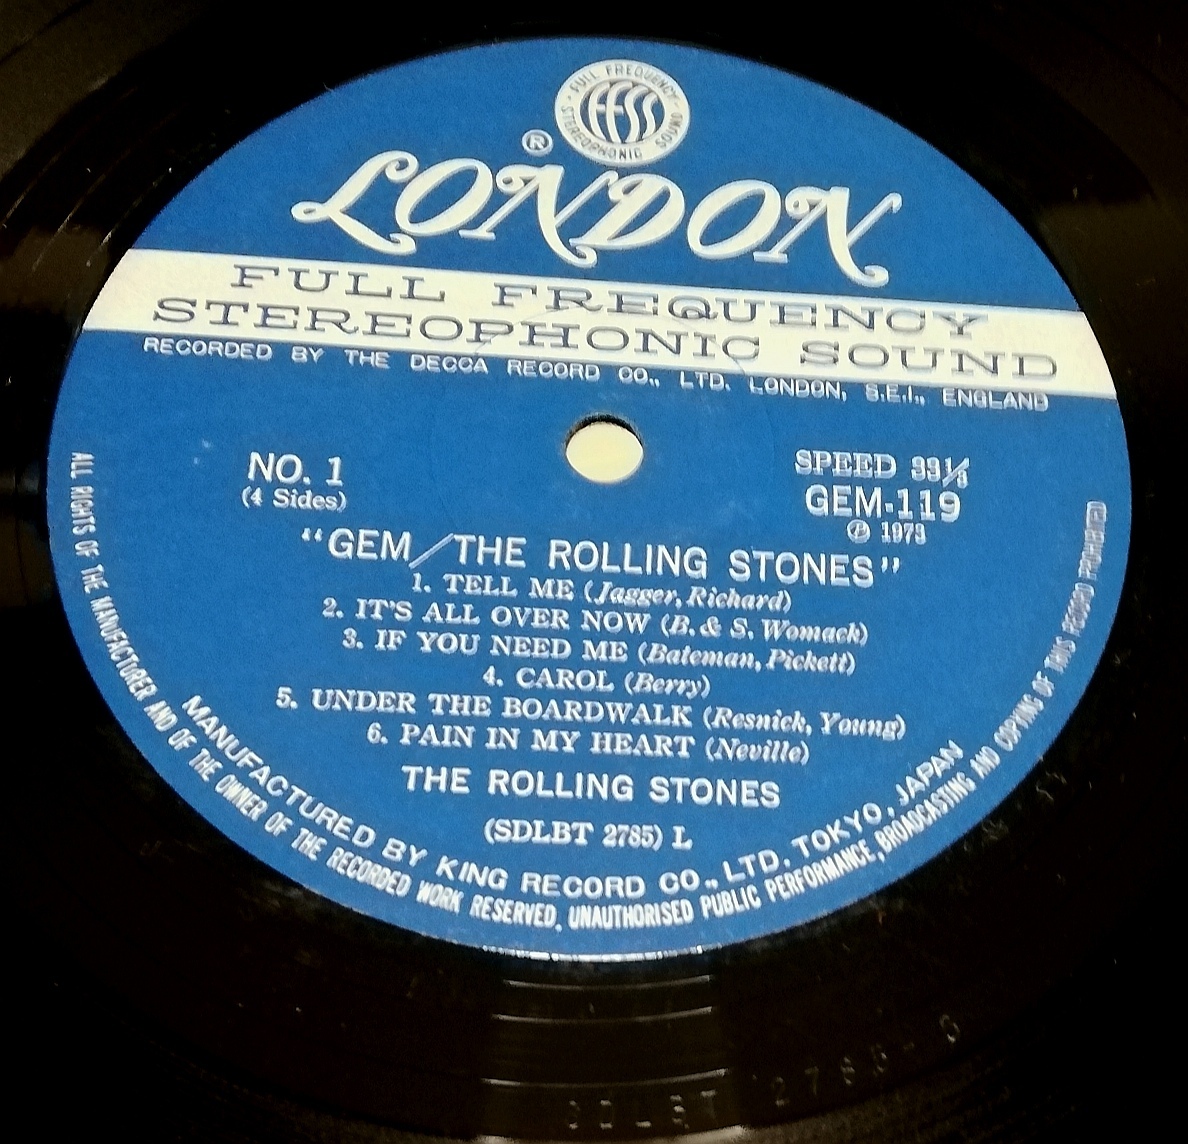 FULL FREQUENCY STEREOPHONIC SOUND
FFSS
®
LONDON
FULL FREQUENCY
STEREOPHONIC SOUND
RECORDED BY THE DECCA RECORD CO., LTD. LONDON, S.E.I., ENGLAND
NO. 1
(4 Sides)
SPEED 33⅓
GEM-119
Ⓟ 1973
“GEM/THE ROLLING STONES”
1. TELL ME (Jagger, Richard)
2. IT'S ALL OVER NOW (B. & S. Womack)
3. IF YOU NEED ME (Bateman, Pickett)
4. CAROL (Berry)
5. UNDER THE BOARDWALK (Resnick, Young)
6. PAIN IN MY HEART (Neville)
THE ROLLING STONES
(SDLBT 2785) L
MANUFACTURED BY KING RECORD CO., LTD. TOKYO, JAPAN
ALL RIGHTS OF THE MANUFACTURER AND OF THE OWNER OF THE RECORDED WORK RESERVED. UNAUTHORISED PUBLIC PERFORMANCE, BROADCASTING AND COPYING OF THIS RECORD PROHIBITED